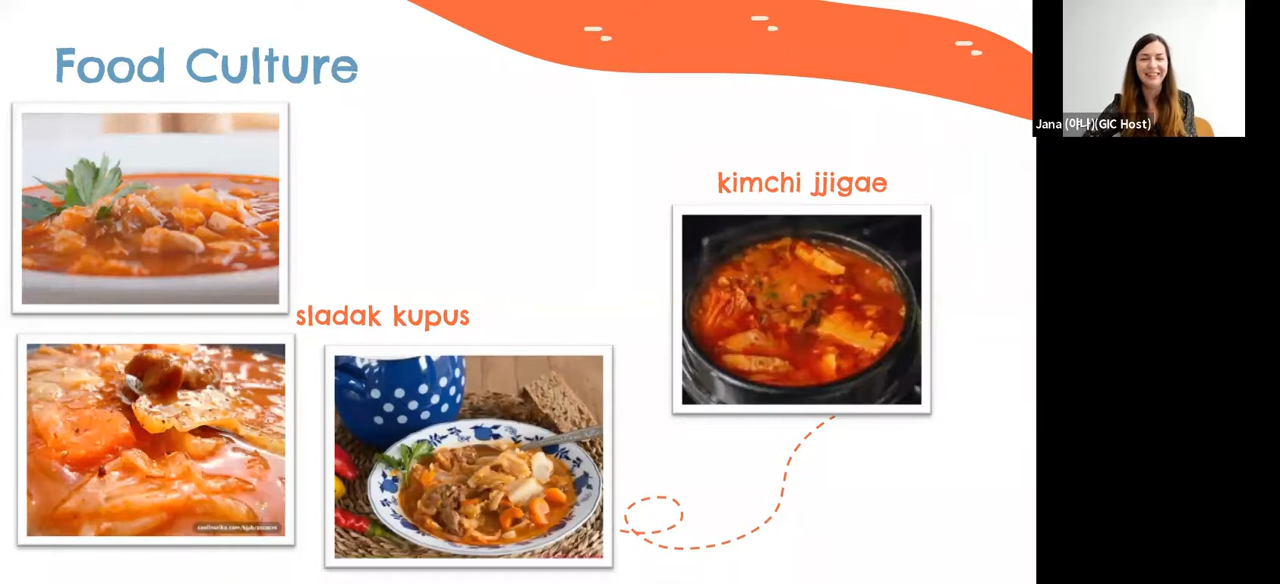 Food Culture
Jana (야나)(GIC Host)
kimchi jjigae
sladak kupus